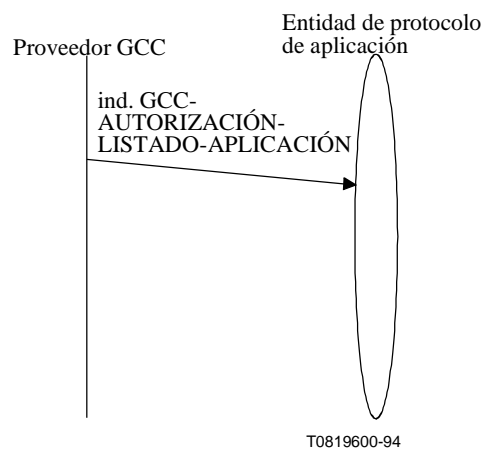 Proveedor GCC
Entidad de protocolo
de aplicación
ind. GCC-
AUTORIZACIÓN-
LISTADO-APLICACIÓN
T0819600-94